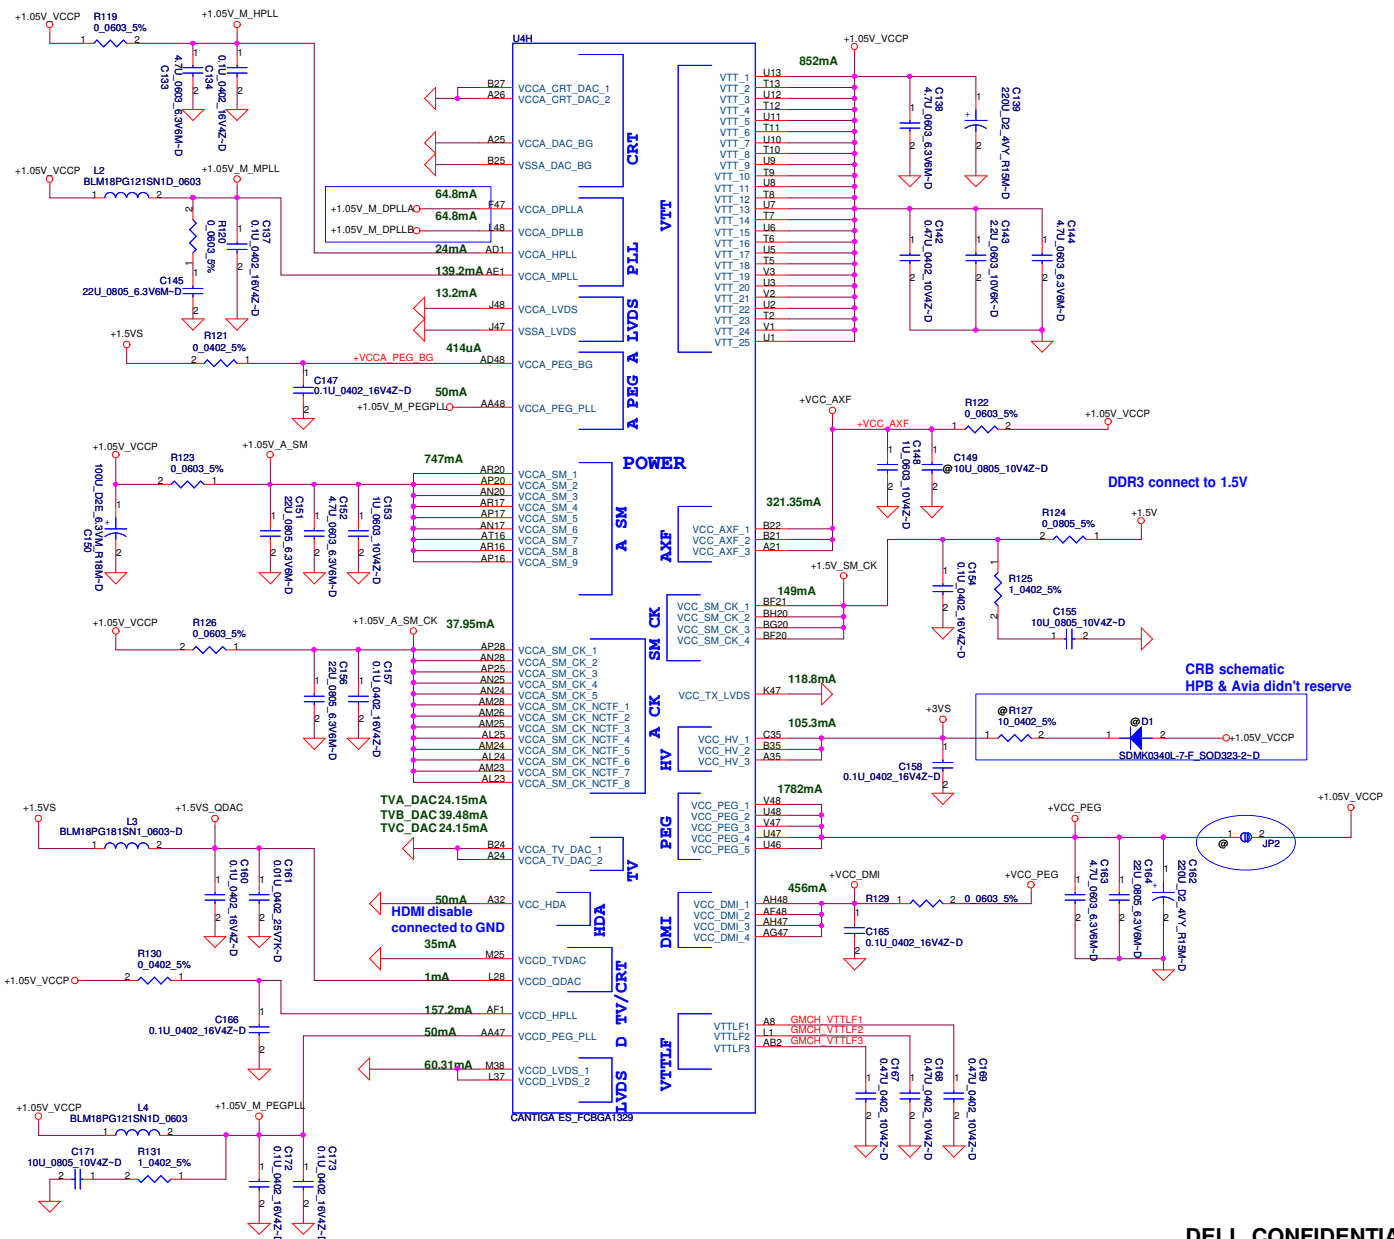 +1.05V_VCCP
R119
0_0603_5%
+1.05V_M_HPLL
1
2
C133
4.7U_0603_6.3V6M~D
C134
0.1U_0402_16V4Z~D
L2
BLM18PG121SN1D_0603
+1.05V_VCCP
+1.05V_M_MPLL
R120
0_0603_5%
C137
0.1U_0402_16V4Z~D
C145
22U_0805_6.3V6M~D
+1.5VS
R121
0_0402_5%
+VCCA_PEG_BG
C147
0.1U_0402_16V4Z~D
+1.05V_M_DPLLA
+1.05V_M_DPLLB
+1.05V_M_PEGPLL
+1.05V_VCCP
R123
0_0603_5%
+1.05V_A_SM
C150
100U_D2E_6.3VM_R18M~D
C151
22U_0805_6.3V6M~D
C152
4.7U_0603_6.3V6M~D
C153
1U_0603_10V4Z~D
+1.05V_VCCP
R126
0_0603_5%
+1.05V_A_SM_CK
C156
22U_0805_6.3V6M~D
C157
0.1U_0402_16V4Z~D
+1.5VS
L3
BLM18PG181SN1_0603~D
+1.5VS_QDAC
C160
0.1U_0402_16V4Z~D
C161
0.01U_0402_25V7K~D
R130
0_0402_5%
+1.05V_VCCP
C166
0.1U_0402_16V4Z~D
+1.05V_VCCP
L4
BLM18PG121SN1D_0603
+1.05V_M_PEGPLL
C171
10U_0805_10V4Z~D
R131
1_0402_5%
C172
0.1U_0402_16V4Z~D
C173
0.1U_0402_16V4Z~D
U4H
B27 VCCA_CRT_DAC_1
A26 VCCA_CRT_DAC_2
A25 VCCA_DAC_BG
B25 VSSA_DAC_BG
CRT
64.8mA
F47 VCCA_DPLLA
64.8mA
L48 VCCA_DPLLB
24mA AD1 VCCA_HPLL
139.2mA AE1 VCCA_MPLL
PLL
13.2mA
J48 VCCA_LVDS
J47 VSSA_LVDS
A LVDS
414uA
AD48 VCCA_PEG_BG
50mA
AA48 VCCA_PEG_PLL
A PEG
POWER
747mA
AR20 VCCA_SM_1
AP20 VCCA_SM_2
AN20 VCCA_SM_3
AR17 VCCA_SM_4
AP17 VCCA_SM_5
AN17 VCCA_SM_6
AT16 VCCA_SM_7
AR16 VCCA_SM_8
AP16 VCCA_SM_9
A SM
37.95mA
AP28 VCCA_SM_CK_1
AN28 VCCA_SM_CK_2
AP25 VCCA_SM_CK_3
AN25 VCCA_SM_CK_4
AN24 VCCA_SM_CK_5
AM28 VCCA_SM_CK_NCTF_1
AM26 VCCA_SM_CK_NCTF_2
AM25 VCCA_SM_CK_NCTF_3
AL25 VCCA_SM_CK_NCTF_4
AM24 VCCA_SM_CK_NCTF_5
AL24 VCCA_SM_CK_NCTF_6
AM23 VCCA_SM_CK_NCTF_7
AL23 VCCA_SM_CK_NCTF_8
A CK
TVA_DAC 24.15mA
TVB_DAC 39.48mA
TVC_DAC 24.15mA
B24 VCCA_TV_DAC_1
A24 VCCA_TV_DAC_2
TV
50mA A32 VCC_HDA
HDA
HDMI disable
connected to GND
35mA
M25 VCCD_TVDAC
1mA L28 VCCD_QDAC
D TV/CRT
157.2mA AF1 VCCD_HPLL
50mA AA47 VCCD_PEG_PLL
60.31mA M38 VCCD_LVDS_1
L37 VCCD_LVDS_2
LVDS
CANTIGA ES_FCBGA1329
+1.05V_VCCP
852mA
VTT
VTT_1 U13
VTT_2 T13
VTT_3 U12
VTT_4 T12
VTT_5 U11
VTT_6 T11
VTT_7 U10
VTT_8 T10
VTT_9 U9
VTT_10 T9
VTT_11 U8
VTT_12 T8
VTT_13 U7
VTT_14 T7
VTT_15 U6
VTT_16 T6
VTT_17 U5
VTT_18 T5
VTT_19 V3
VTT_20 U3
VTT_21 V2
VTT_22 U2
VTT_23 T2
VTT_24 V1
VTT_25 U1
C138
4.7U_0603_6.3V6M~D
C139
220U_D2_4VY_R15M~D
C142
0.47U_0402_10V4Z~D
C143
2.2U_0603_10V6K~D
C144
4.7U_0603_6.3V6M~D
+VCC_AXF
+VCC_AXF
R122
0_0603_5%
+1.05V_VCCP
C148
1U_0603_10V4Z~D
C149
@10U_0805_10V4Z~D
321.35mA
AXF
VCC_AXF_1 B22
VCC_AXF_2 B21
VCC_AXF_3 A21
DDR3 connect to 1.5V
R124
0_0805_5%
+1.5V
+1.5V_SM_CK
C154
0.1U_0402_16V4Z~D
R125
1_0402_5%
C155
10U_0805_10V4Z~D
149mA
SM CK
VCC_SM_CK_1 BF21
VCC_SM_CK_2 BH20
VCC_SM_CK_3 BG20
VCC_SM_CK_4 BF20
118.8mA
VCC_TX_LVDS K47
105.3mA
HV
VCC_HV_1 C35
VCC_HV_2 B35
VCC_HV_3 A35
+3VS
C158
0.1U_0402_16V4Z~D
CRB schematic
HPB & Avia didn't reserve
@R127
10_0402_5%
@D1
SDMK0340L-7-F_SOD323-2~D
+1.05V_VCCP
1782mA
PEG
VCC_PEG_1 V48
VCC_PEG_2 U48
VCC_PEG_3 V47
VCC_PEG_4 U47
VCC_PEG_5 U46
+VCC_PEG
+1.05V_VCCP
1 2
@ JP2
C163
4.7U_0603_6.3V6M~D
C164
22U_0805_6.3V6M~D
C162
220U_D2_4VY_R15M~D
456mA
DMI
VCC_DMI_1 AH48
VCC_DMI_2 AF48
VCC_DMI_3 AH47
VCC_DMI_4 AG47
+VCC_DMI
R129 1 2 0_0603_5%
+VCC_PEG
C165
0.1U_0402_16V4Z~D
VTTLF
VTTLF1 A8 GMCH_VTTLF1
VTTLF2 L1 GMCH_VTTLF2
VTTLF3 AB2 GMCH_VTTLF3
C167
0.47U_0402_10V4Z~D
C168
0.47U_0402_10V4Z~D
C169
0.47U_0402_10V4Z~D
DELL CONFIDENTIA